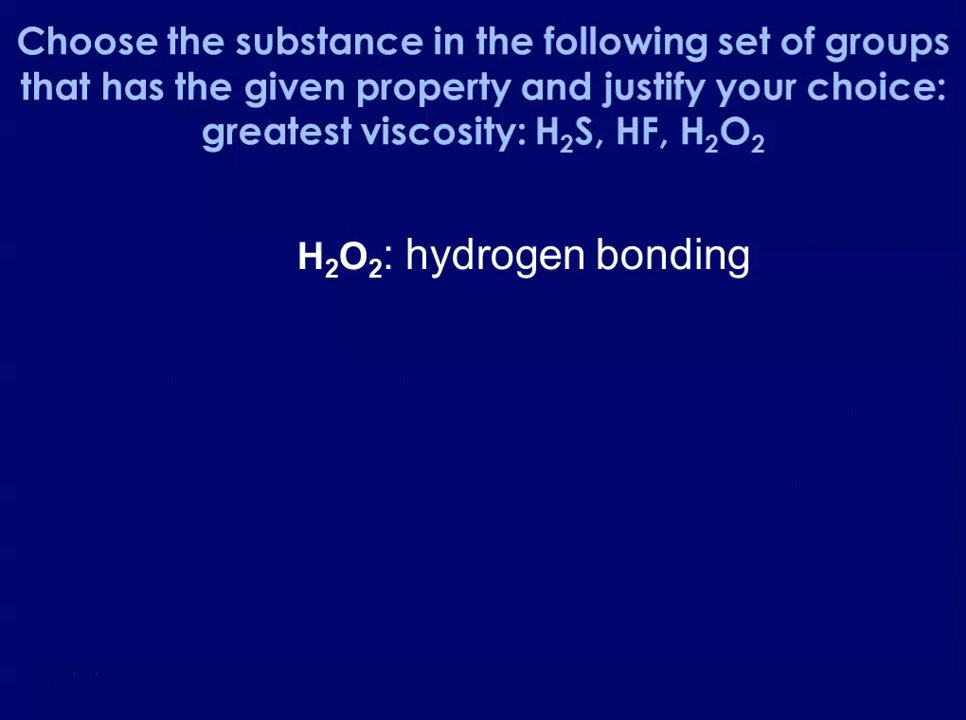 Choose the substance in the following set of groups
that has the given property and justify your choice:
greatest viscosity: H₂S, HF, H₂O₂
H₂O₂: hydrogen bonding